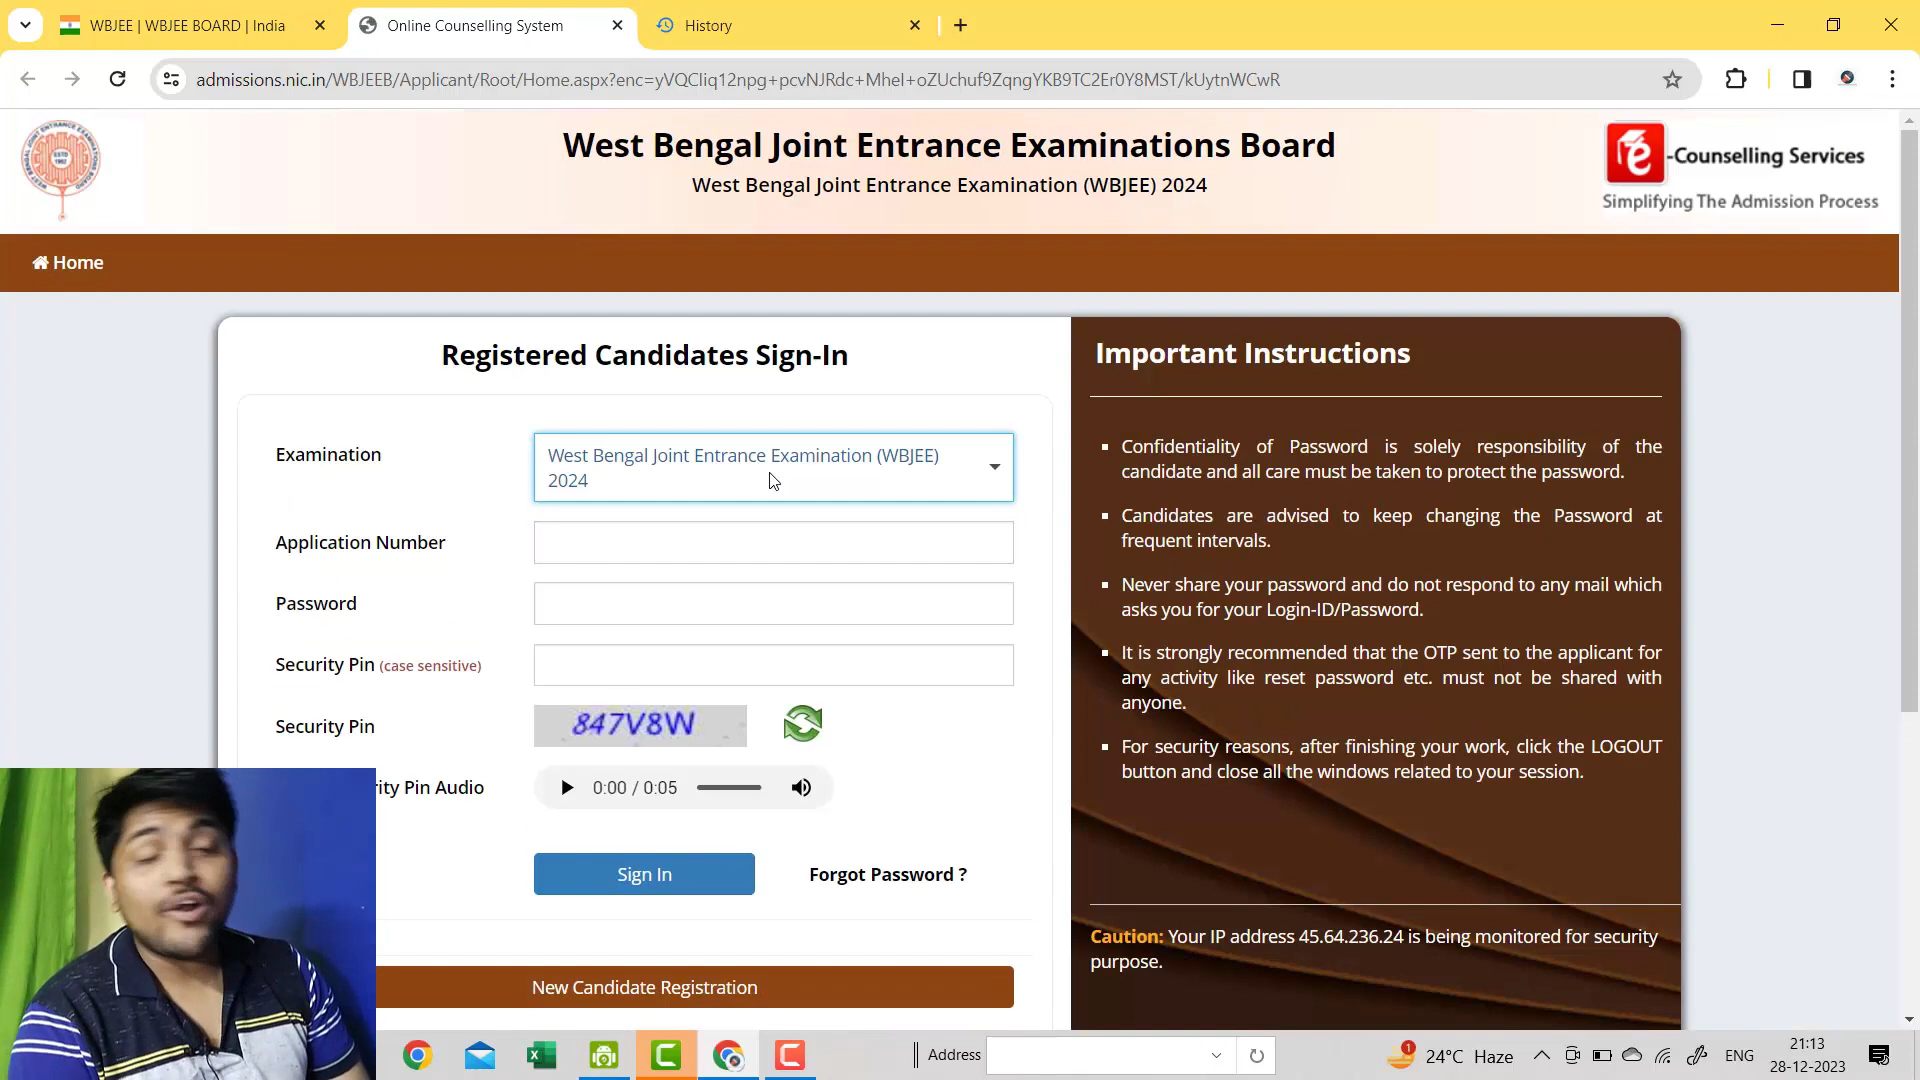 WBJEE | WBJEE BOARD | India
Online Counselling System
History
admissions.nic.in/WBJEEB/Applicant/Root/Home.aspx?enc=yVQCliq12npg+pcvNJRdc+MheI+oZUchuf9ZqngYKB9TC2Er0Y8MST/kUytnWCwR
West Bengal Joint Entrance Examinations Board
West Bengal Joint Entrance Examination (WBJEE) 2024
e-Counselling Services
Simplifying The Admission Process
Home
Registered Candidates Sign-In
Examination
West Bengal Joint Entrance Examination (WBJEE)
2024
Application Number
Password
Security Pin (case sensitive)
Security Pin
847V8W
ity Pin Audio
0:00 / 0:05
Sign In
Forgot Password ?
New Candidate Registration
Important Instructions
Confidentiality of Password is solely responsibility of the
candidate and all care must be taken to protect the password.
Candidates are advised to keep changing the Password at
frequent intervals.
Never share your password and do not respond to any mail which
asks you for your Login-ID/Password.
It is strongly recommended that the OTP sent to the applicant for
any activity like reset password etc. must not be shared with
anyone.
For security reasons, after finishing your work, click the LOGOUT
button and close all the windows related to your session.
Caution: Your IP address 45.64.236.24 is being monitored for security
purpose.
Address
1
24°C Haze
ENG
21:13
28-12-2023